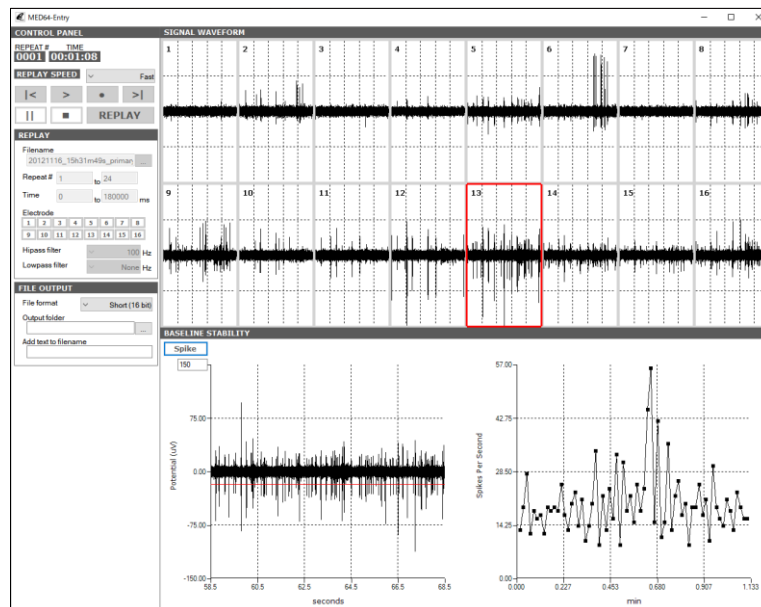 MED64-Entry
CONTROL PANEL
REPEAT # TIME
0001 00:01:08
REPLAY SPEED Fast
|< > ● >|
|| ■ REPLAY
REPLAY
Filename
20121116_15h31m49s_priman ...
Repeat # 1 to 24
Time 0 to 180000 ms
Electrode
1 2 3 4 5 6 7 8
9 10 11 12 13 14 15 16
Hipass filter 100 Hz
Lowpass filter None Hz
FILE OUTPUT
File format Short (16 bit)
Output folder
...
Add text to filename
SIGNAL WAVEFORM
1 2 3 4 5 6 7 8
9 10 11 12 13 14 15 16
BASELINE STABILITY
Spike
150
75.00
0.00
-75.00
-150.00
Potential (uV)
58.5 60.5 62.5 64.5 66.5 68.5
seconds
57.00
42.75
28.50
14.25
0.00
Spikes Per Second
0.000 0.227 0.453 0.680 0.907 1.133
min